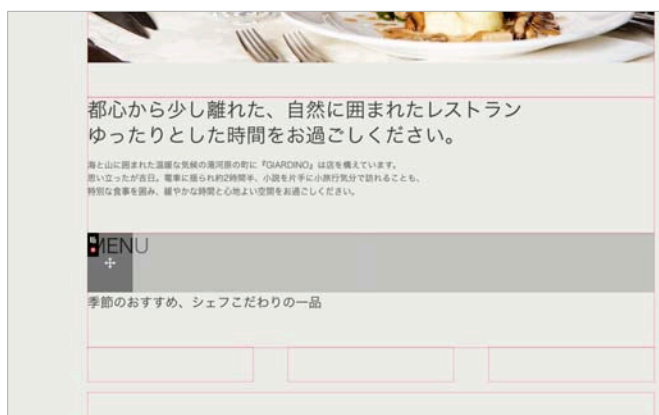 都心から少し離れた、自然に囲まれたレストラン
ゆったりとした時間をお過ごしください。
海と山に囲まれた温暖な気候の湯河原の町に『GIARDINO』は店を構えています。
思い立ったが吉日。電車に揺られ約2時間半、小説を片手に小旅行気分で訪れることも、
特別な食事を囲み、緩やかな時間と心地よい空間をお過ごしください。
MENU
季節のおすすめ、シェフこだわりの一品